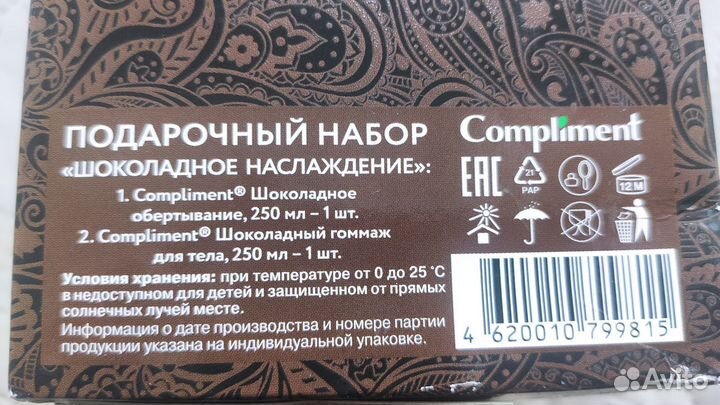 ПОДАРОЧНЫЙ НАБОР
«ШОКОЛАДНОЕ НАСЛАЖДЕНИЕ»:
1. Compliment® Шоколадное
обертывание, 250 мл – 1 шт.
2. Compliment® Шоколадный гоммаж
для тела, 250 мл – 1 шт.
Условия хранения: при температуре от 0 до 25 °C
в недоступном для детей и защищенном от прямых
солнечных лучей месте.
Информация о дате производства и номере партии
продукции указана на индивидуальной упаковке.
Compliment
EAC 21 PAP 12 M
4 620010 799815
Avito